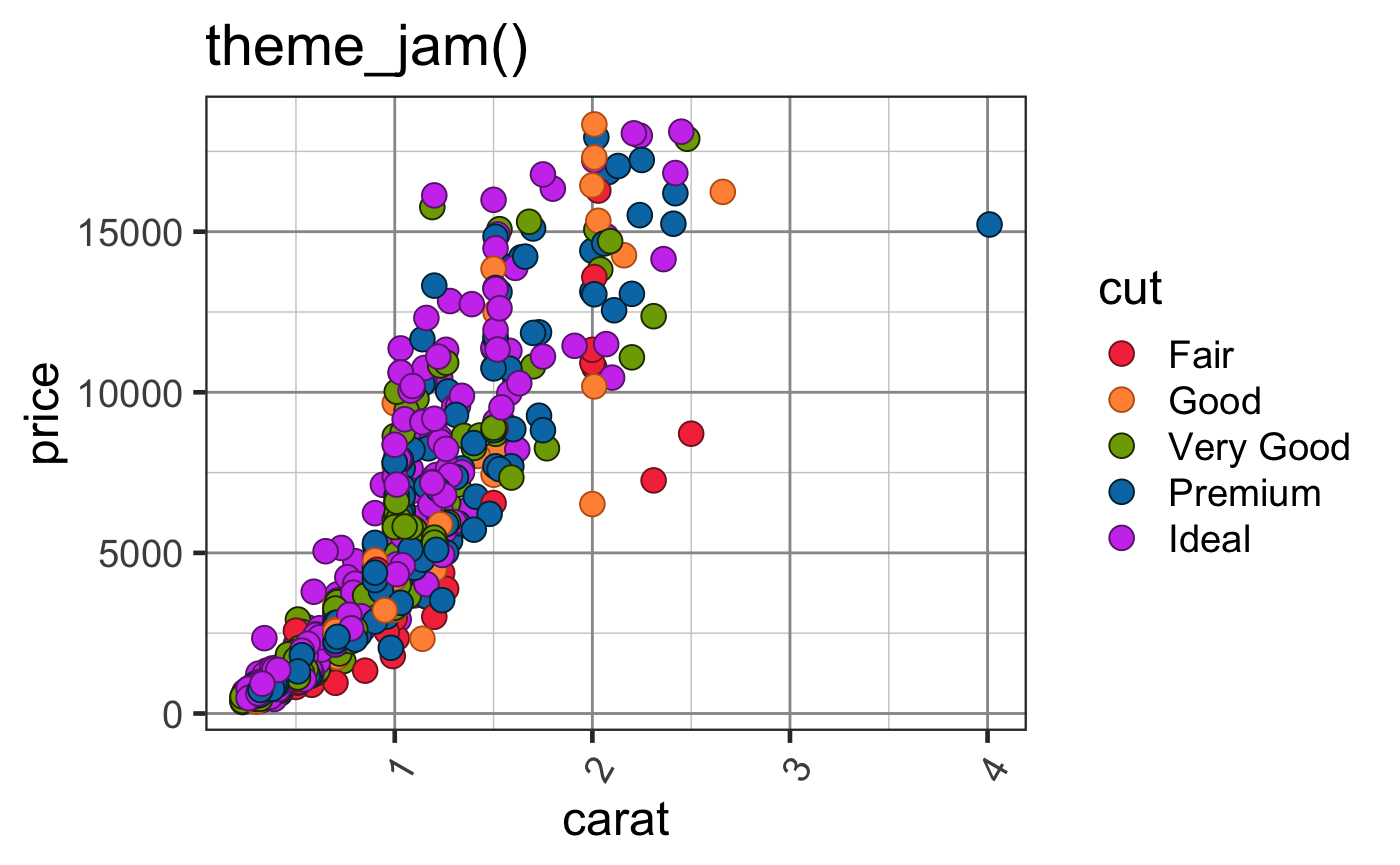 theme_jam()
price
15000
10000
5000
0
1
2
3
4
carat
cut
Fair
Good
Very Good
Premium
Ideal